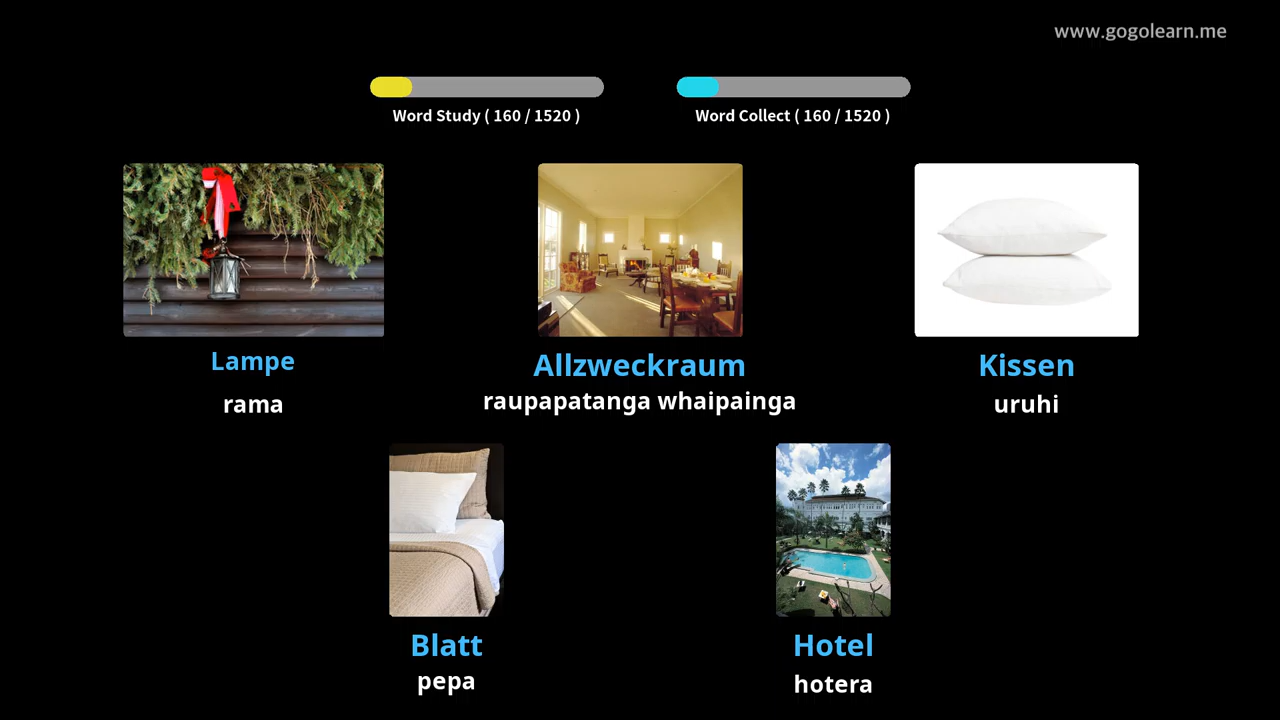 www.gogolearn.me
Word Study ( 160 / 1520 )
Word Collect ( 160 / 1520 )
Lampe
rama
Allzweckraum
raupapatanga whaipainga
Kissen
uruhi
Blatt
pepa
Hotel
hotera